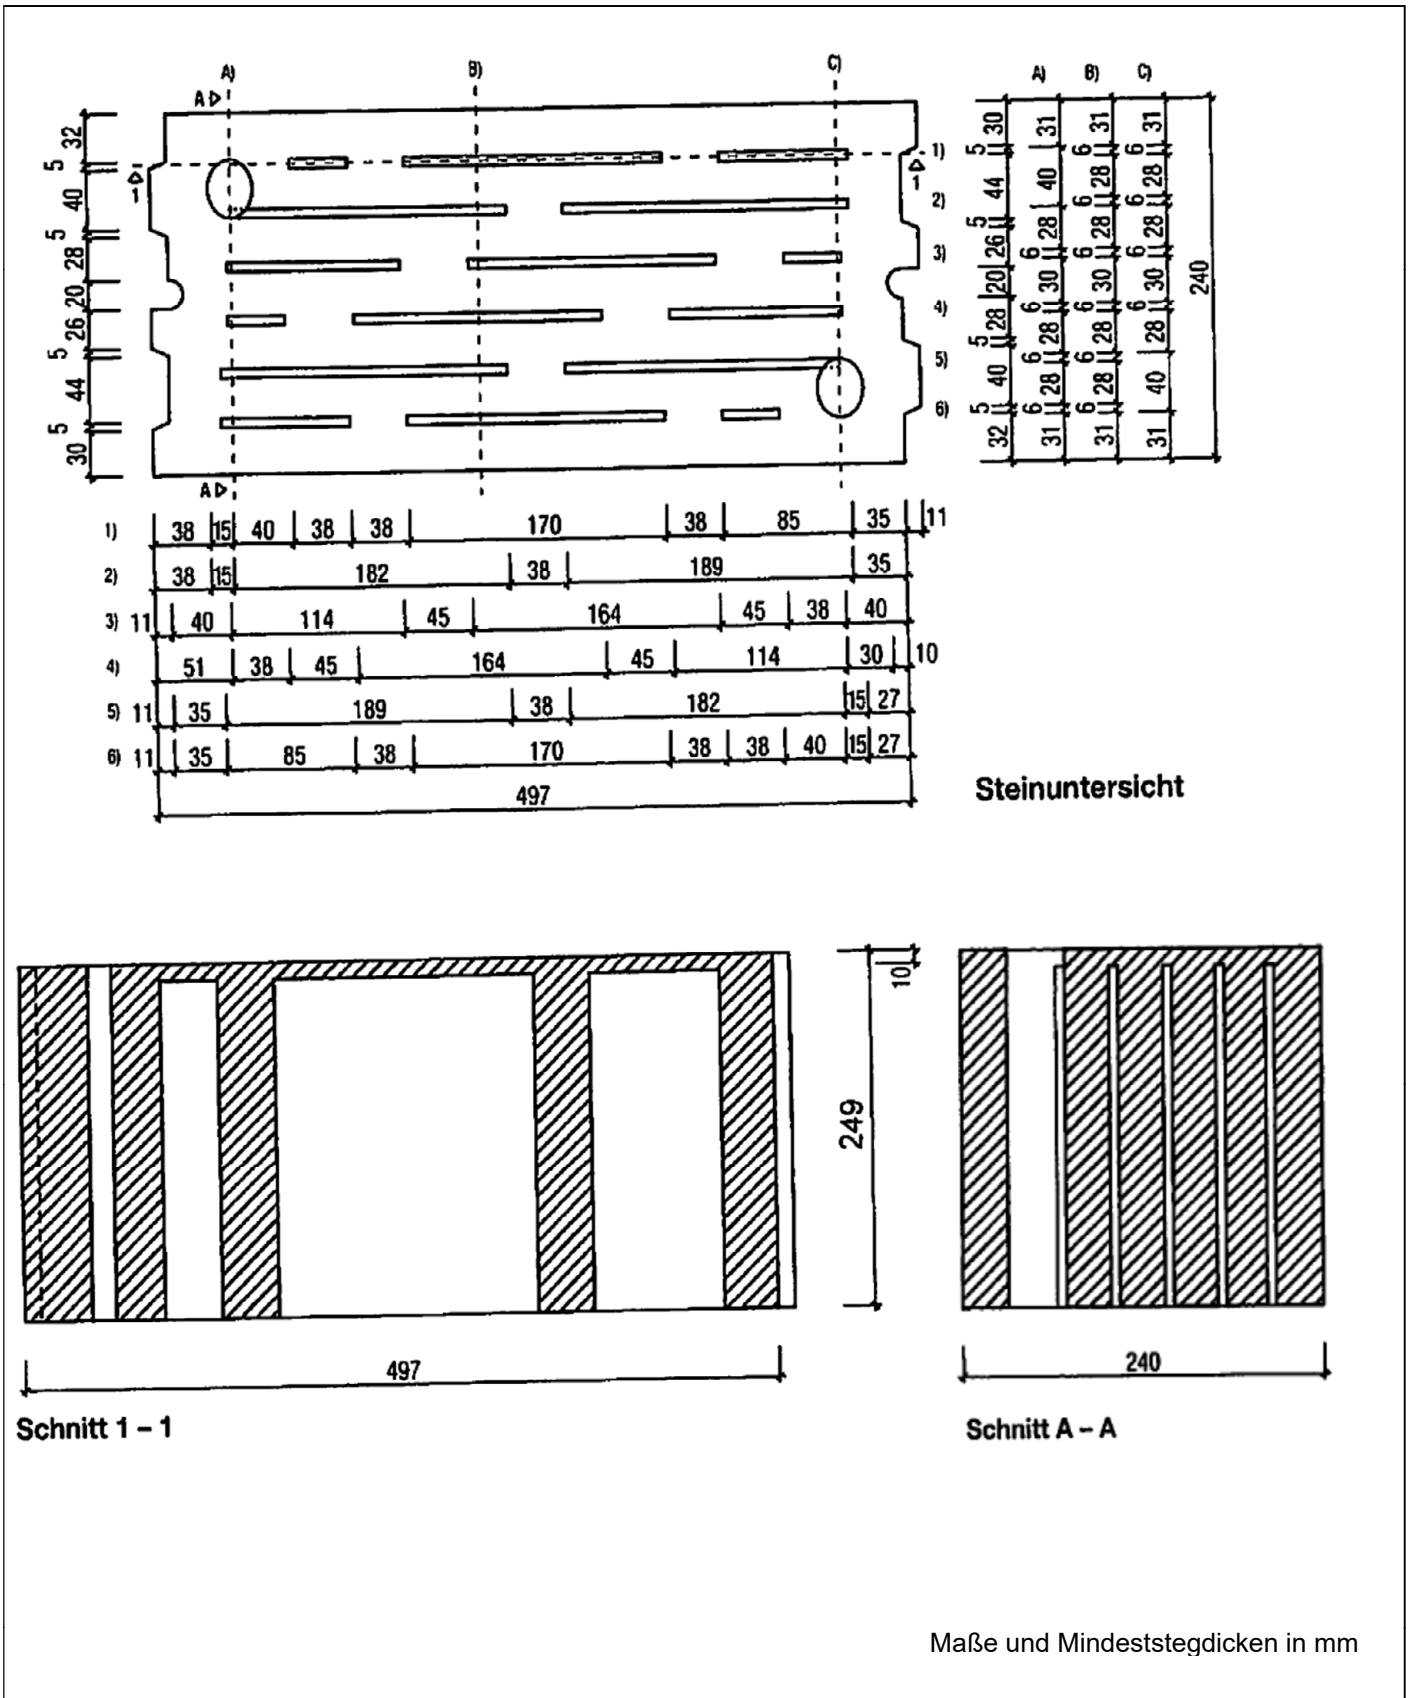 A) B) C) A) B) C)
A ▷
32 5 40 5 28 20 26 5 44 5 30
1 1
1)
2)
3)
4)
5)
6)
30 5 44 5 26 20 28 5 40 5 32
31 40 28 6 30 6 28 6 28 6 31
31 6 28 6 28 6 30 6 28 6 28 6 31
31 6 28 6 28 6 30 6 28 40 31
240
A ▷
1) 38 15 40 38 38 170 38 85 35 11
2) 38 15 182 38 189 35
3) 11 40 114 45 164 45 38 40
4) 51 38 45 164 45 114 30 10
5) 11 35 189 38 182 15 27
6) 11 35 85 38 170 38 38 40 15 27
497
Steinuntersicht
10
249
497
240
Schnitt 1 – 1
Schnitt A – A
Maße und Mindeststegdicken in mm